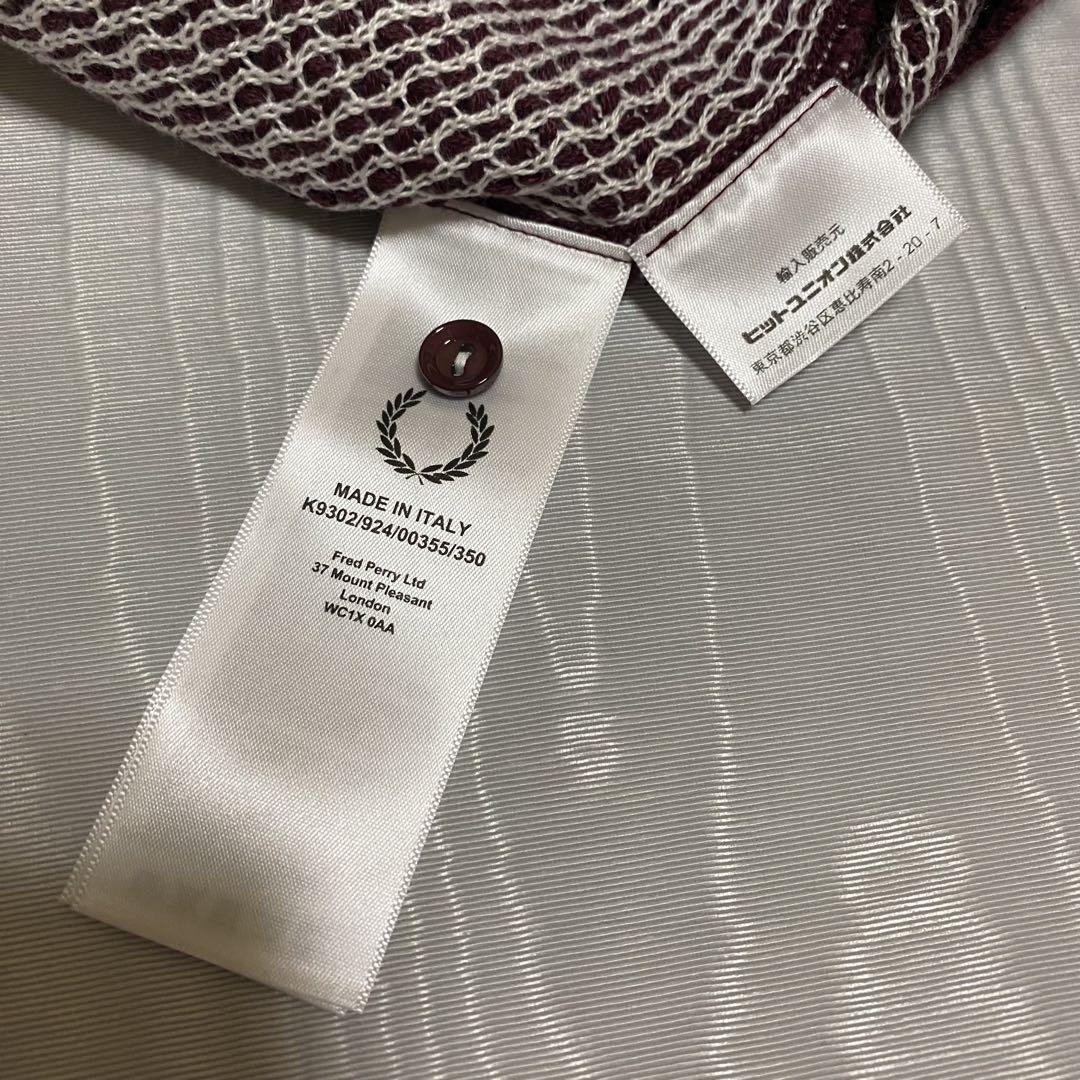 MADE IN ITALY
K9302/924/00355/350
Fred Perry Ltd
37 Mount Pleasant
London
WC1X 0AA
輸入販売元
ヒットユニオン株式会社
東京都渋谷区恵比寿南2-20-7